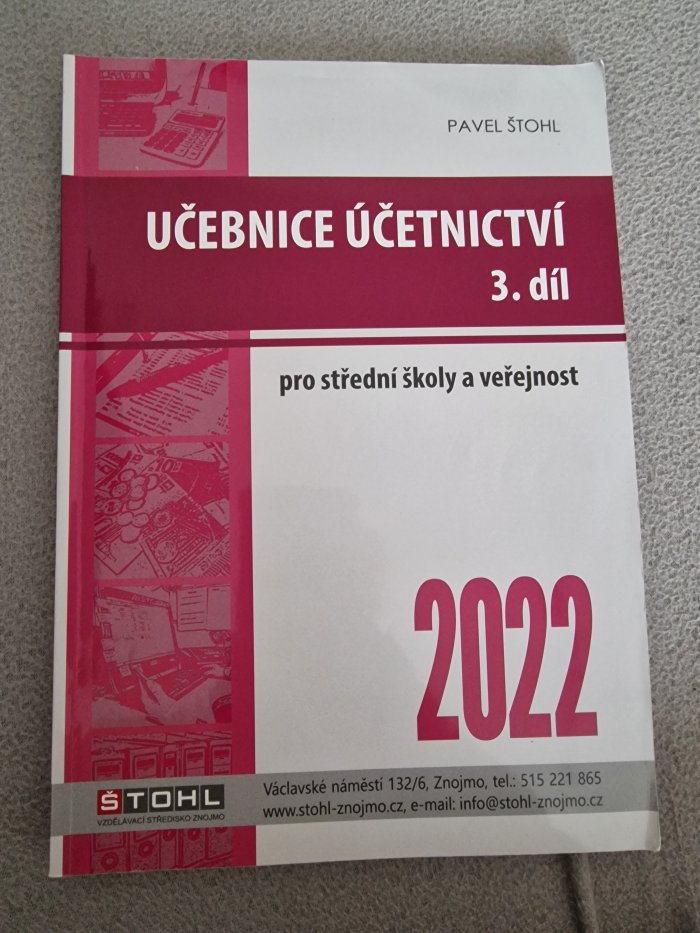 PAVEL ŠTOHL
UČEBNICE ÚČETNICTVÍ
3. díl
pro střední školy a veřejnost
2022
ŠTOHL
VZDĚLÁVACÍ STŘEDISKO ZNOJMO
Václavské náměstí 132/6, Znojmo, tel.: 515 221 865
www.stohl-znojmo.cz, e-mail: info@stohl-znojmo.cz